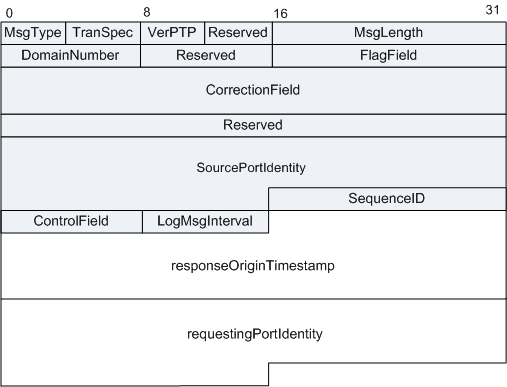 0 8 16 31
MsgType TranSpec VerPTP Reserved MsgLength
DomainNumber Reserved FlagField
CorrectionField
Reserved
SourcePortIdentity
SequenceID
ControlField LogMsgInterval
responseOriginTimestamp
requestingPortIdentity